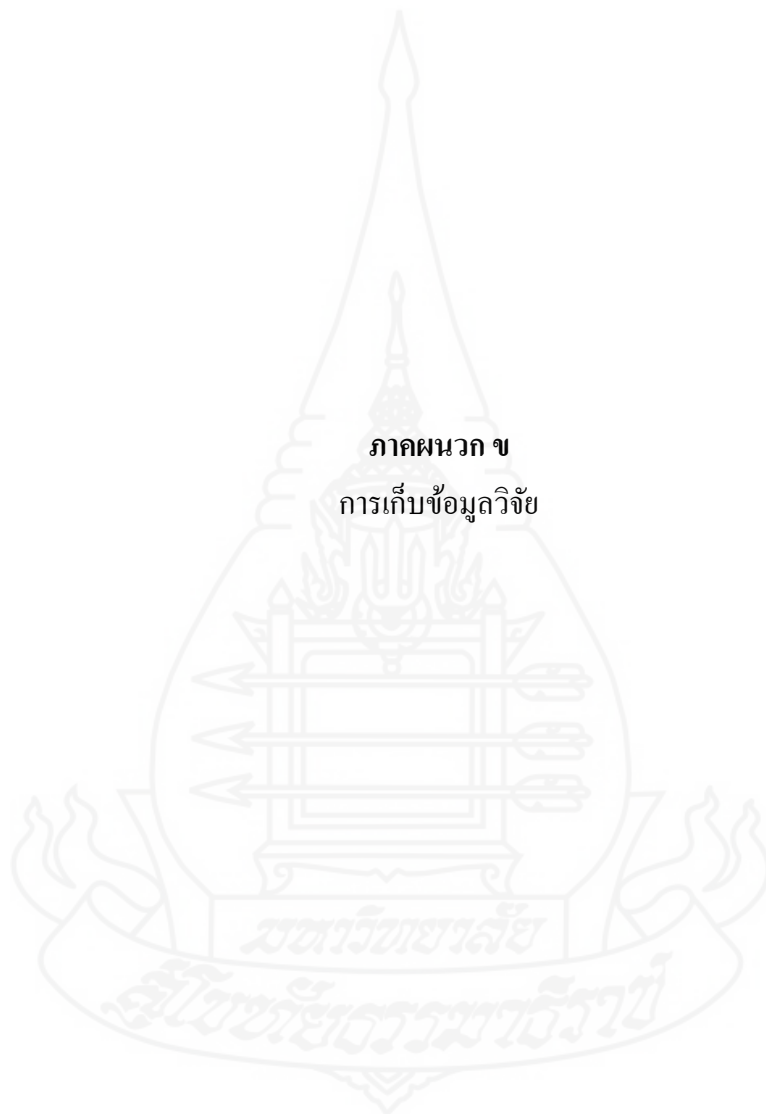 ภาคผนวก ข
การเก็บข้อมูลวิจัย
มหาวิทยาลัย
สุโขทัยธรรมาธิราช